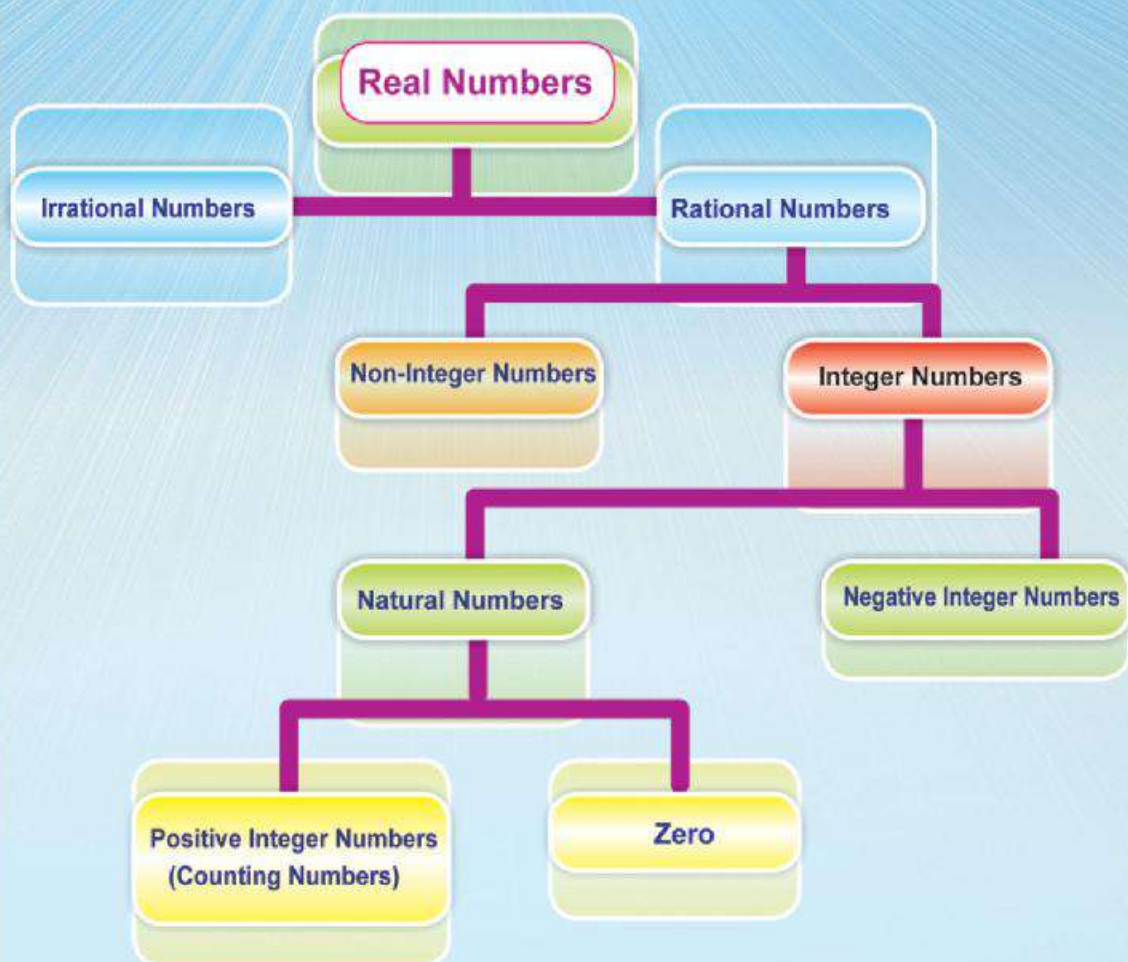 Real Numbers
Irrational Numbers
Rational Numbers
Non-Integer Numbers
Integer Numbers
Natural Numbers
Negative Integer Numbers
Positive Integer Numbers
(Counting Numbers)
Zero